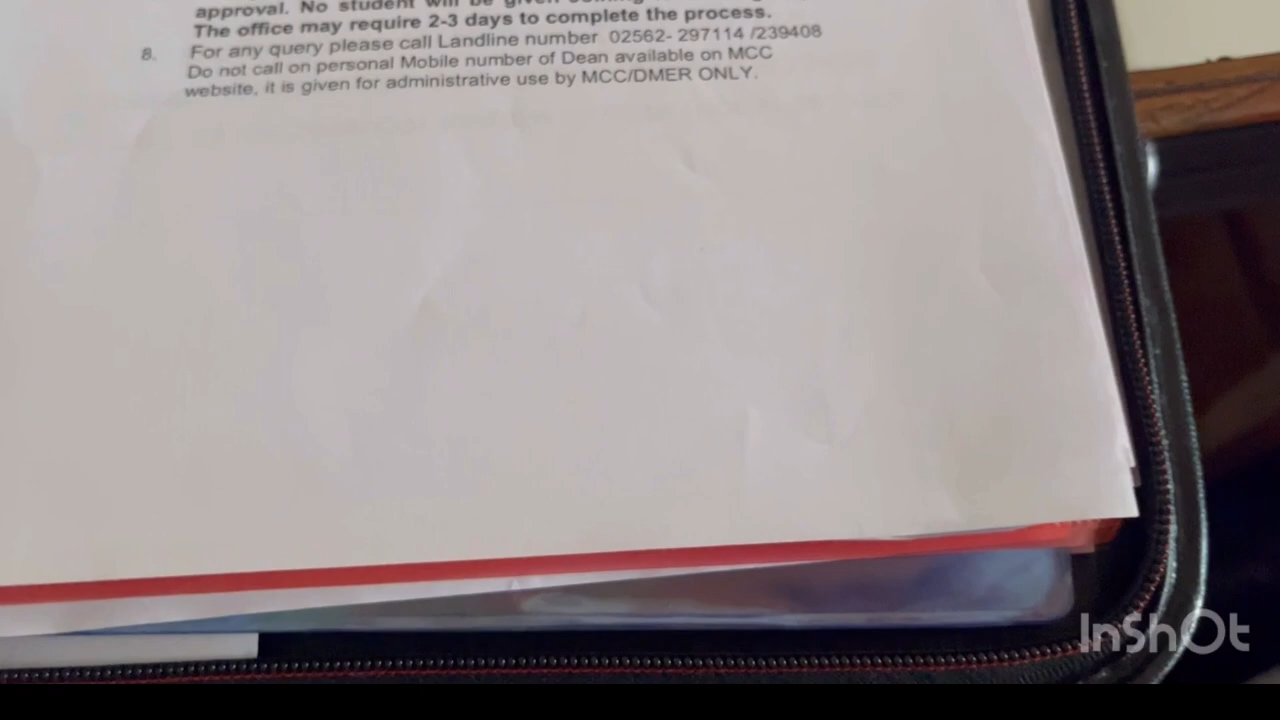 approval. No student will be given
The office may require 2-3 days to complete the process.
8. For any query please call Landline number 02562- 297114 /239408
Do not call on personal Mobile number of Dean available on MCC
website, it is given for administrative use by MCC/DMER ONLY.
InShOt